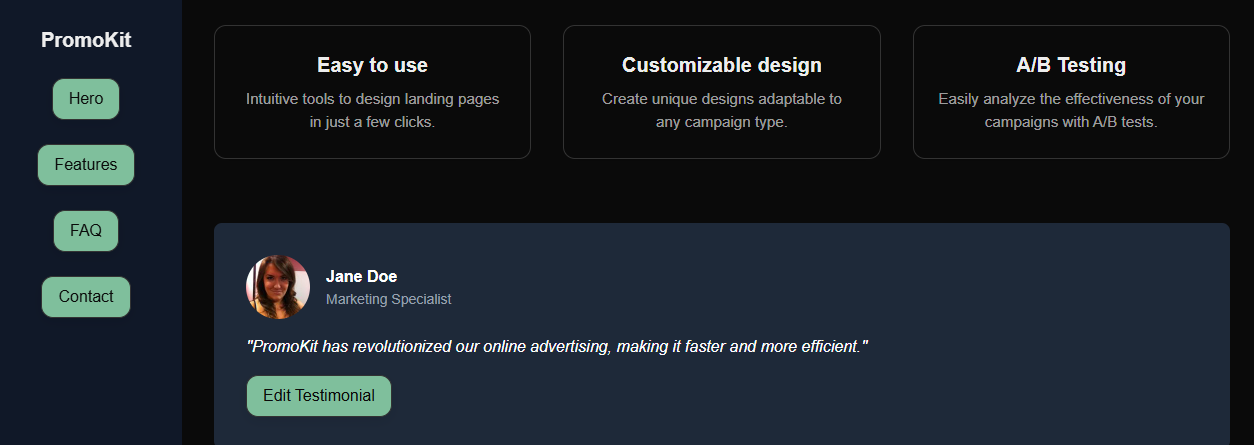 PromoKit
Hero
Features
FAQ
Contact
Easy to use
Intuitive tools to design landing pages
in just a few clicks.
Customizable design
Create unique designs adaptable to
any campaign type.
A/B Testing
Easily analyze the effectiveness of your
campaigns with A/B tests.
Jane Doe
Marketing Specialist
"PromoKit has revolutionized our online advertising, making it faster and more efficient."
Edit Testimonial